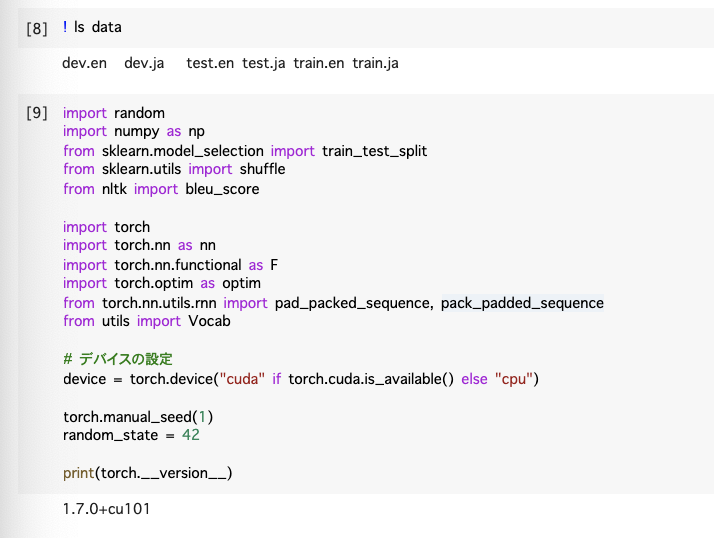 [8] ! ls data
dev.en dev.ja test.en test.ja train.en train.ja
[9] import random
import numpy as np
from sklearn.model_selection import train_test_split
from sklearn.utils import shuffle
from nltk import bleu_score
import torch
import torch.nn as nn
import torch.nn.functional as F
import torch.optim as optim
from torch.nn.utils.rnn import pad_packed_sequence, pack_padded_sequence
from utils import Vocab
# デバイスの設定
device = torch.device("cuda" if torch.cuda.is_available() else "cpu")
torch.manual_seed(1)
random_state = 42
print(torch.__version__)
1.7.0+cu101